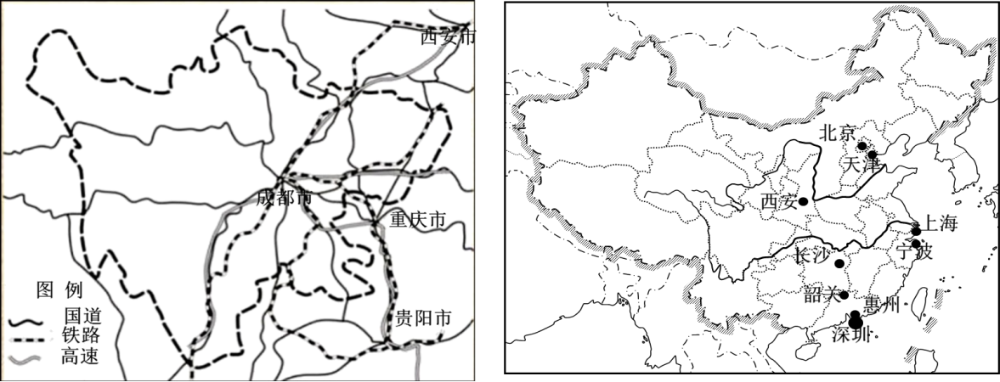 西安市
成都市
重庆市
贵阳市
图 例
国道
铁路
高速
北京
天津
西安
上海
宁波
长沙
韶关
惠州
深圳